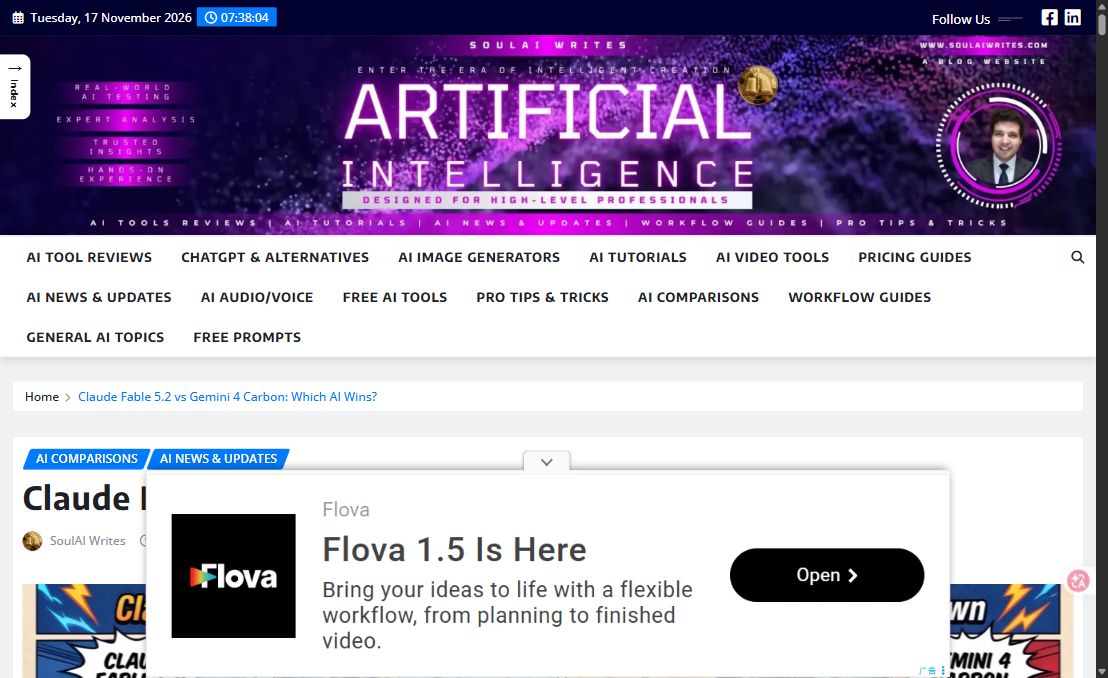 Tuesday, 17 November 2026 07:38:04
Follow Us
→ Index
SOULAI WRITES
WWW.SOULAIWRITES.COM
A BLOG WEBSITE
ENTER THE ERA OF INTELLIGENT CREATION
ARTIFICIAL
INTELLIGENCE
DESIGNED FOR HIGH-LEVEL PROFESSIONALS
REAL-WORLD
AI TESTING
EXPERT ANALYSIS
TRUSTED
INSIGHTS
HANDS-ON
EXPERIENCE
AI TOOLS REVIEWS | AI TUTORIALS | AI NEWS & UPDATES | WORKFLOW GUIDES | PRO TIPS & TRICKS
AI TOOL REVIEWS CHATGPT & ALTERNATIVES AI IMAGE GENERATORS AI TUTORIALS AI VIDEO TOOLS PRICING GUIDES
AI NEWS & UPDATES AI AUDIO/VOICE FREE AI TOOLS PRO TIPS & TRICKS AI COMPARISONS WORKFLOW GUIDES
GENERAL AI TOPICS FREE PROMPTS
Home > Claude Fable 5.2 vs Gemini 4 Carbon: Which AI Wins?
AI COMPARISONS AI NEWS & UPDATES
Claude
SoulAI Writes
Flova
Flova 1.5 Is Here
Bring your ideas to life with a flexible
workflow, from planning to finished
video.
Flova
Open
广告
GEMINI 4